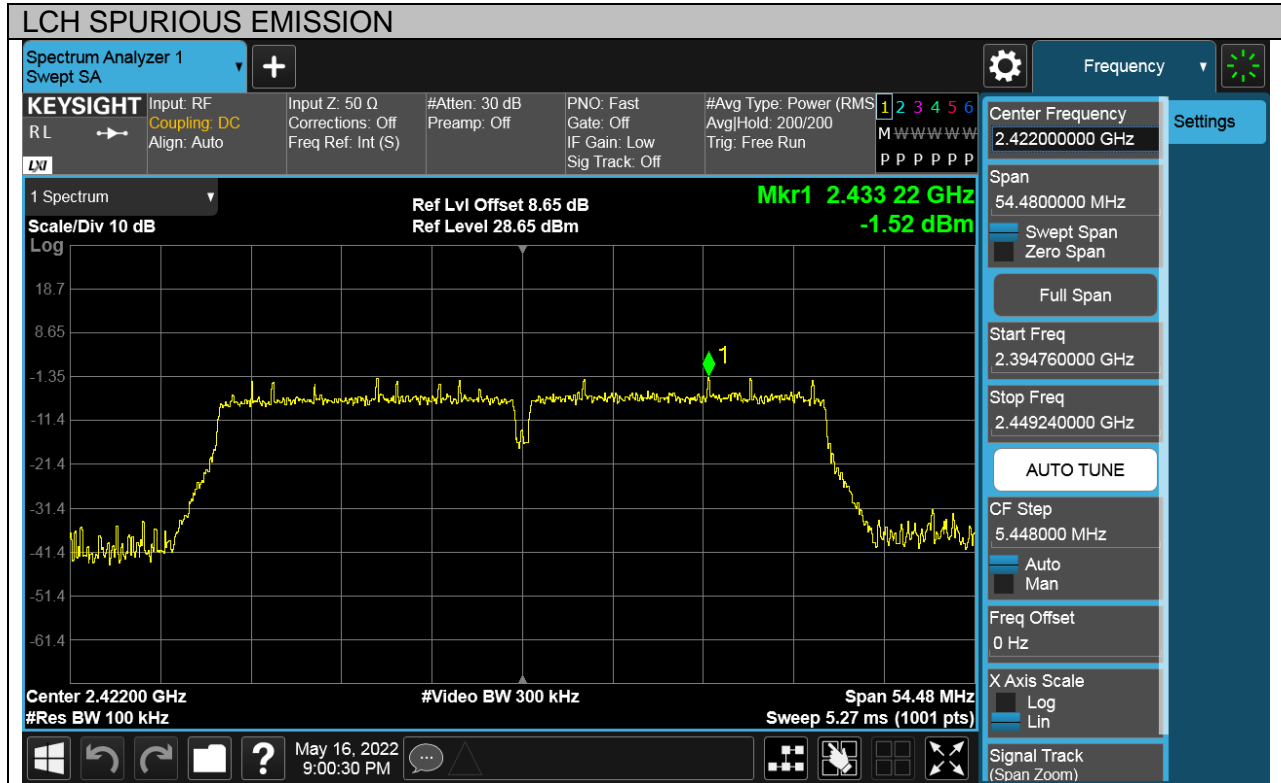 LCH SPURIOUS EMISSION
Spectrum Analyzer 1
Swept SA
+
Frequency
KEYSIGHT
RL
LXI
Input: RF
Coupling: DC
Align: Auto
Input Z: 50 Ω
Corrections: Off
Freq Ref: Int (S)
#Atten: 30 dB
Preamp: Off
PNO: Fast
Gate: Off
IF Gain: Low
Sig Track: Off
#Avg Type: Power (RMS
Avg|Hold: 200/200
Trig: Free Run
1 2 3 4 5 6
M W W W W W
P P P P P P
1 Spectrum
Scale/Div 10 dB
Ref Lvl Offset 8.65 dB
Ref Level 28.65 dBm
Mkr1 2.433 22 GHz
-1.52 dBm
Log
18.7
8.65
-1.35
-11.4
-21.4
-31.4
-41.4
-51.4
-61.4
1
Center 2.42200 GHz
#Res BW 100 kHz
#Video BW 300 kHz
Span 54.48 MHz
Sweep 5.27 ms (1001 pts)
?
May 16, 2022
9:00:30 PM
Center Frequency
2.422000000 GHz
Settings
Span
54.4800000 MHz
Swept Span
Zero Span
Full Span
Start Freq
2.394760000 GHz
Stop Freq
2.449240000 GHz
AUTO TUNE
CF Step
5.448000 MHz
Auto
Man
Freq Offset
0 Hz
X Axis Scale
Log
Lin
Signal Track
(Span Zoom)